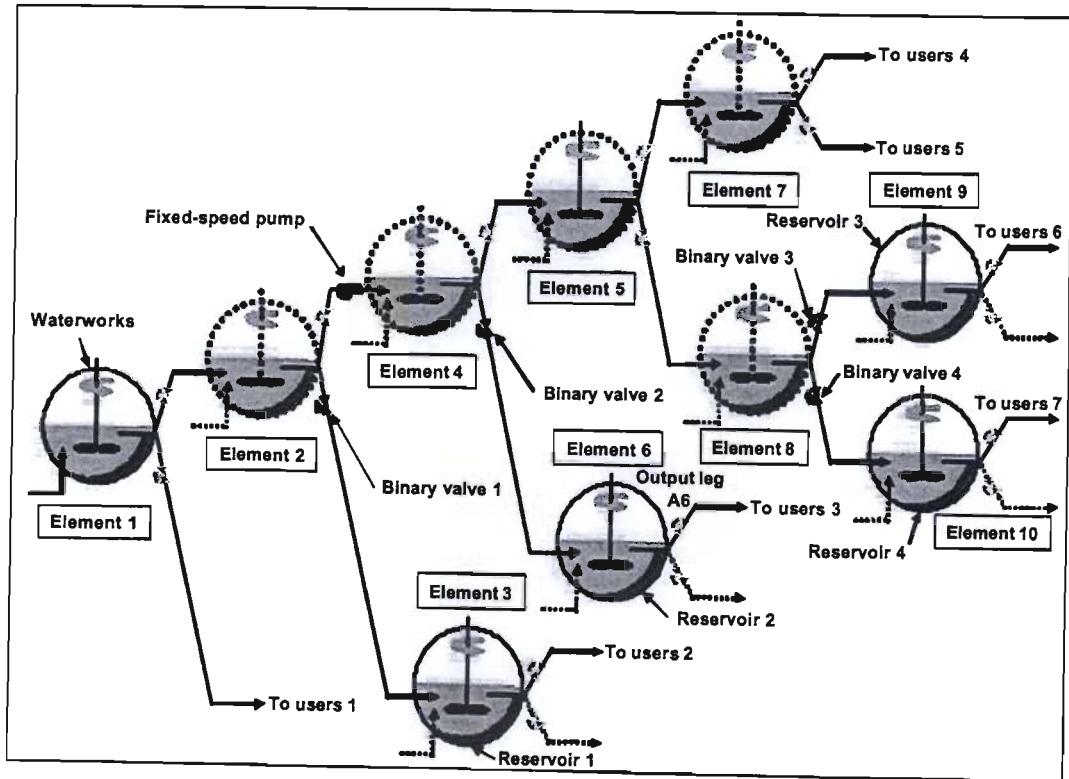 To users 4
To users 5
Element 7
Element 9
Reservoir 3
To users 6
Fixed-speed pump
Binary valve 3
Element 5
Waterworks
Element 4
Binary valve 2
Binary valve 4
To users 7
Element 2
Element 6
Element 8
Output leg
A6
Binary valve 1
To users 3
Element 1
Element 10
Reservoir 4
Element 3
Reservoir 2
To users 2
To users 1
Reservoir 1